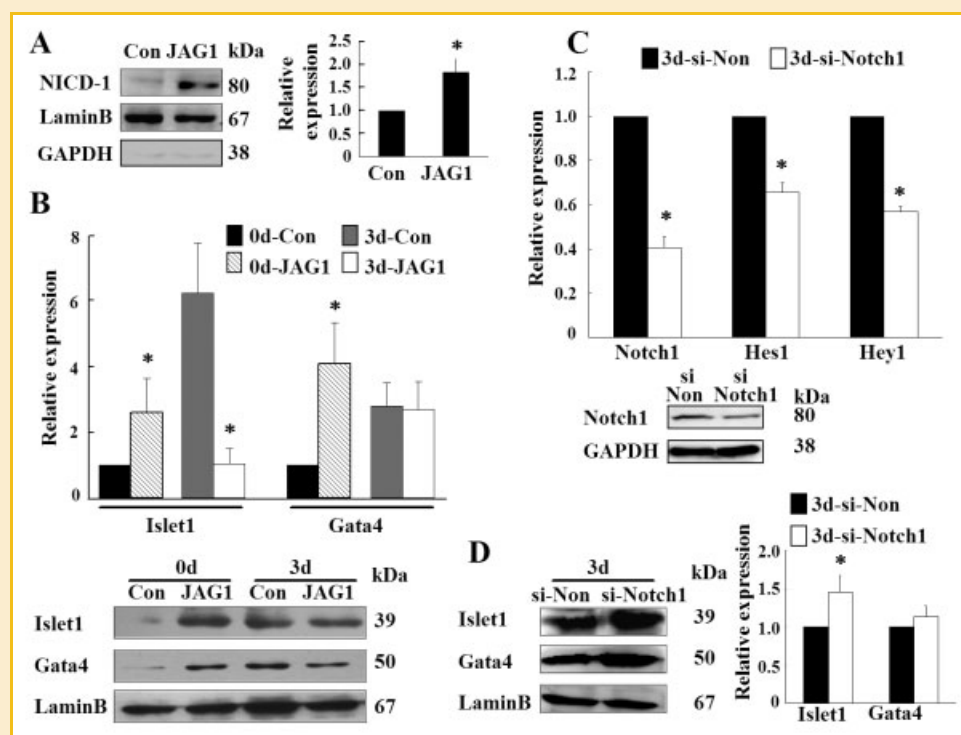 A
Con JAG1 kDa
NICD-1 80
LaminB 67
GAPDH 38
Relative expression
2.5
2.0
1.5
1.0
0.5
0
*
Con JAG1
B
Relative expression
8
6
4
2
0
0d-Con 3d-Con
0d-JAG1 3d-JAG1
* * *
Islet1 Gata4
0d 3d kDa
Con JAG1 Con JAG1
Islet1 39
Gata4 50
LaminB 67
C
3d-si-Non 3d-si-Notch1
Relative expression
1.2
1.0
0.8
0.6
0.4
0.2
0
* * *
Notch1 Hes1 Hey1
si Non si Notch1 kDa
Notch1 80
GAPDH 38
D
3d kDa
si-Non si-Notch1
Islet1 39
Gata4 50
LaminB 67
3d-si-Non
3d-si-Notch1
Relative expression
2.0
1.5
1.0
0.5
0
*
Islet1 Gata4